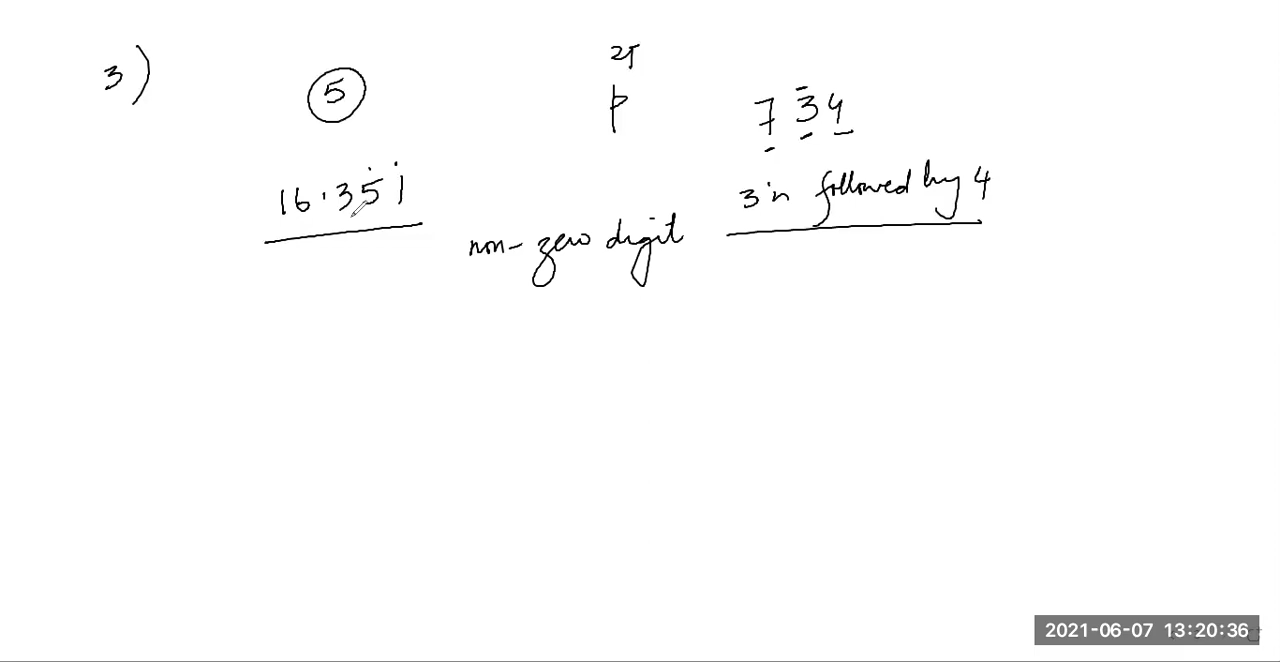 3)
5
p
7 3 4
16.351
3 is followed by 4
non-zero digit
2021-06-07 13:20:36